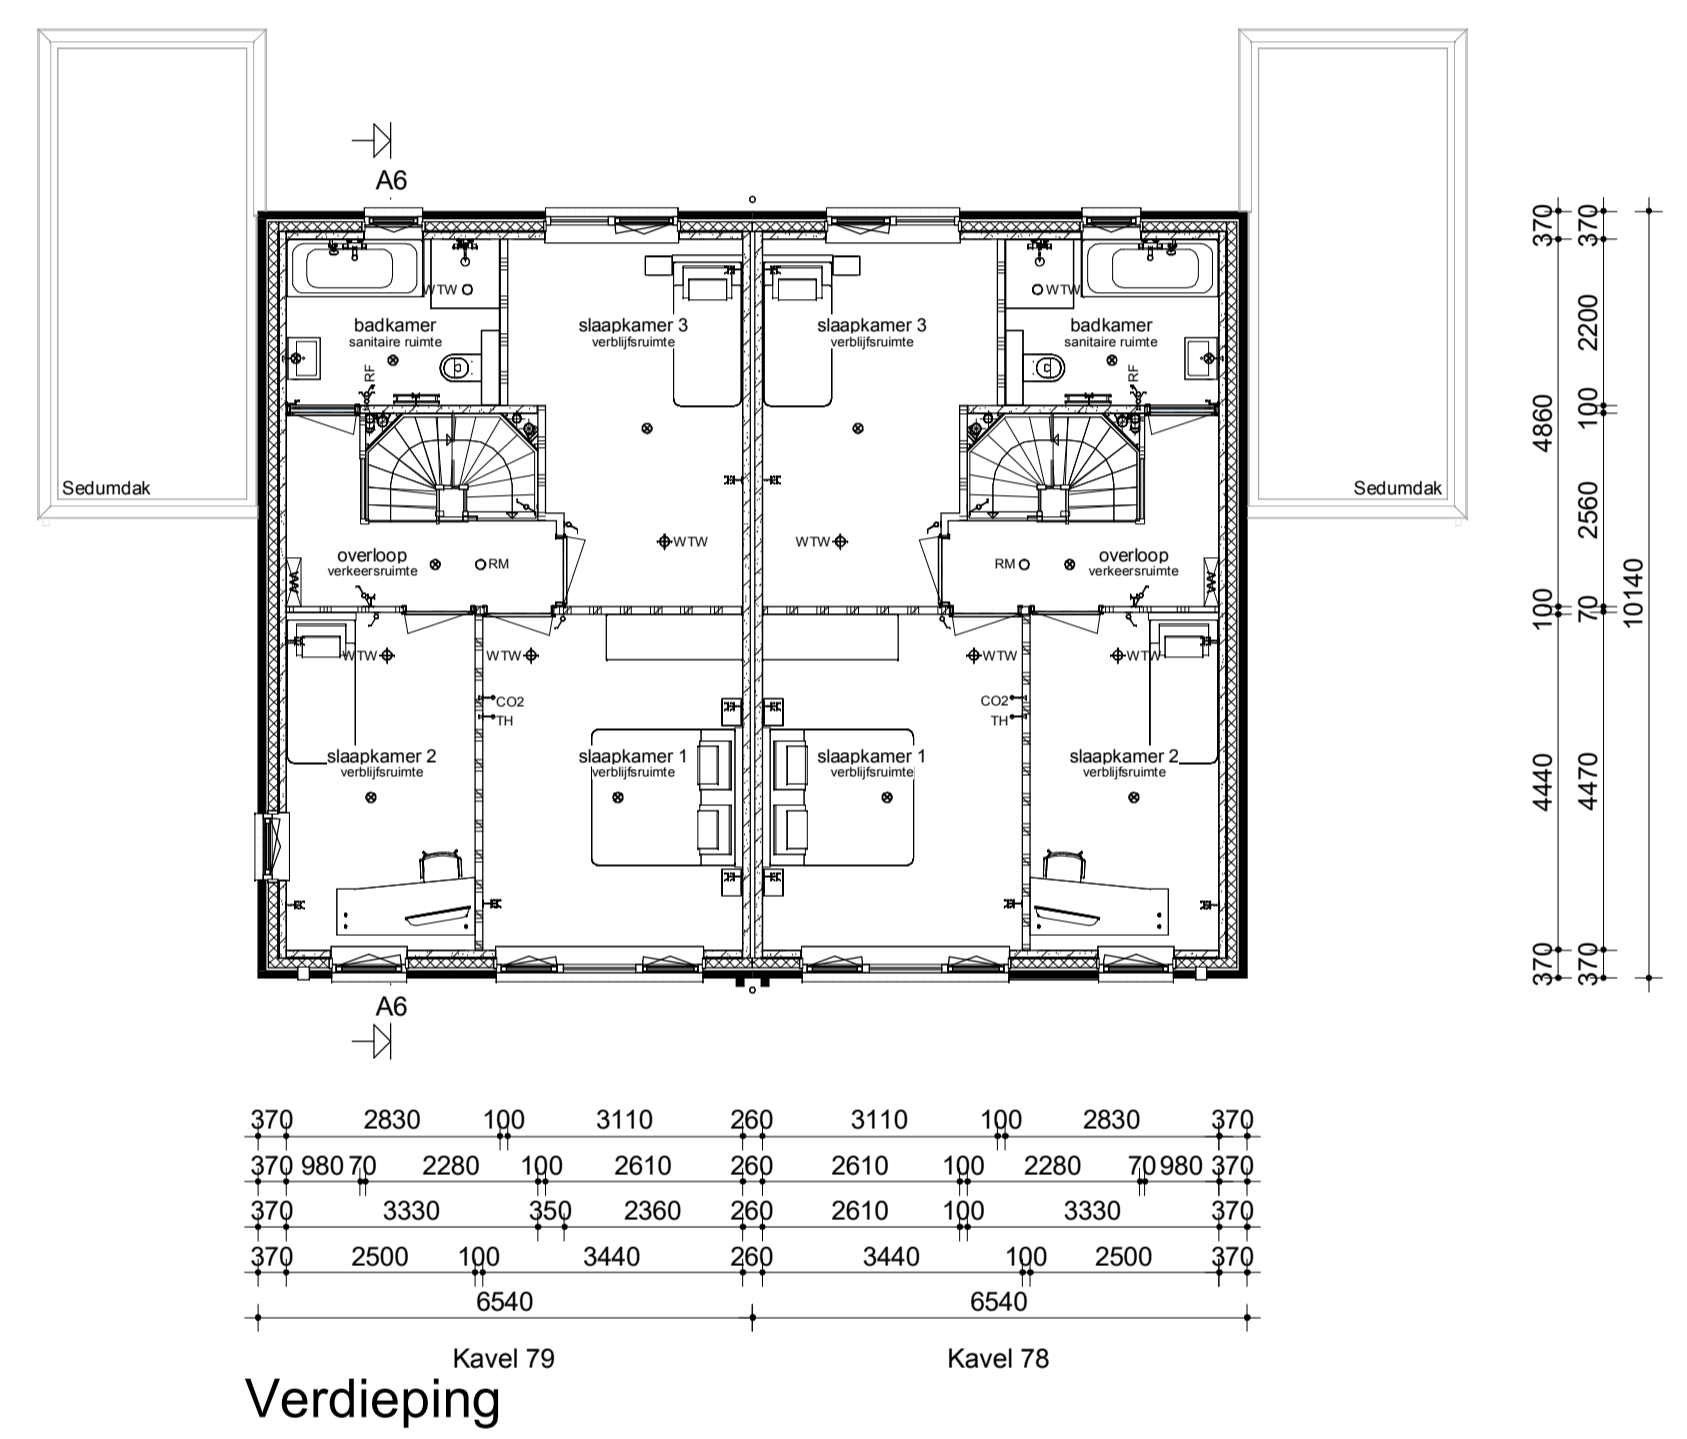 A6
WTW
WTW
badkamer
sanitaire ruimte
slaapkamer 3
verblijfsruimte
slaapkamer 3
verblijfsruimte
badkamer
sanitaire ruimte
RF
RF
Sedumdak
Sedumdak
WTW
WTW
overloop
verkeersruimte
RM
RM
overloop
verkeersruimte
WTW
WTW
WTW
WTW
CO2
TH
CO2
TH
slaapkamer 2
verblijfsruimte
slaapkamer 1
verblijfsruimte
slaapkamer 1
verblijfsruimte
slaapkamer 2
verblijfsruimte
A6
370
4860
100
4440
370
370
2200
100
2560
70
4470
370
10140
370 2830 100 3110 260 3110 100 2830 370
370 980 70 2280 100 2610 260 2610 100 2280 70 980 370
370 3330 350 2360 260 2610 100 3330 370
370 2500 100 3440 260 3440 100 2500 370
6540 6540
Kavel 79 Kavel 78
Verdieping